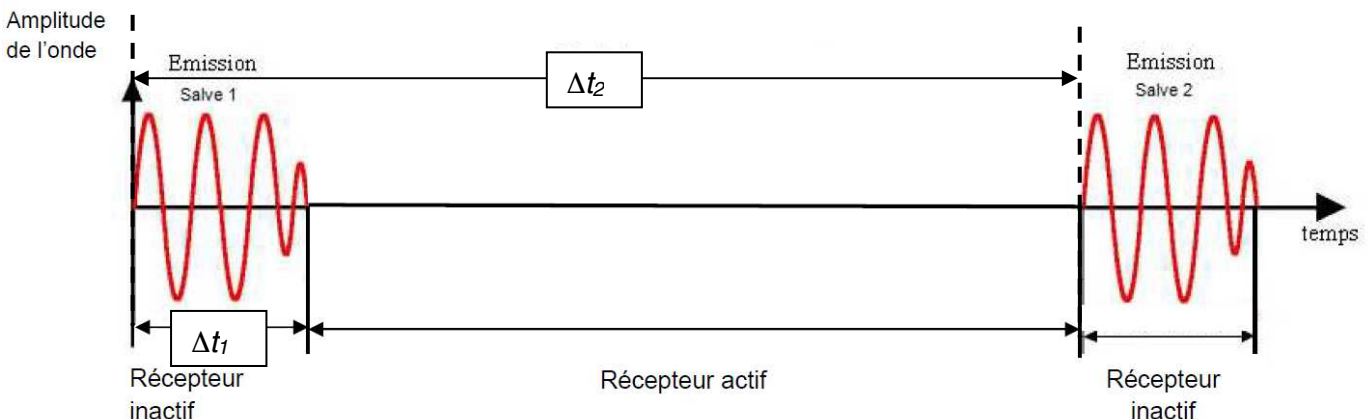 Amplitude
de l'onde
Emission
Salve 1
Δt2
Emission
Salve 2
temps
Δt1
Récepteur
inactif
Récepteur actif
Récepteur
inactif